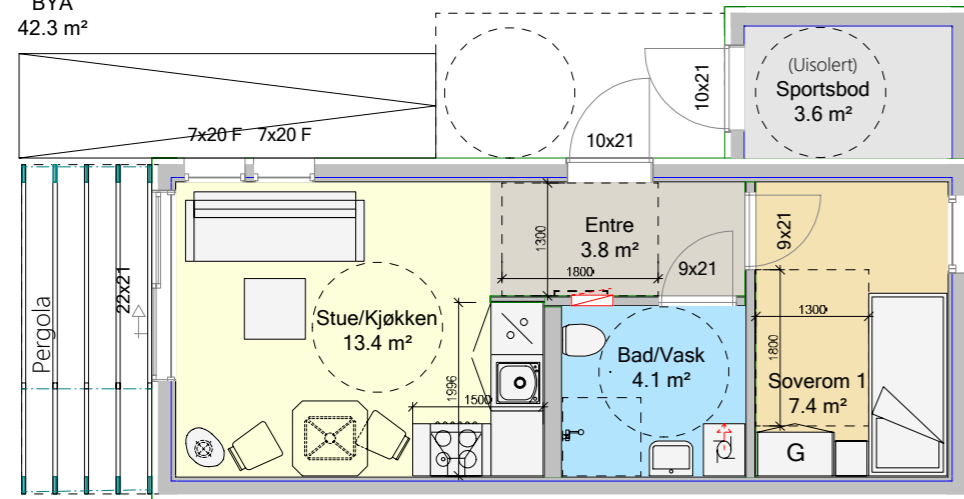 BYA
42.3 m²
(Uisolert)
Sportsbod
3.6 m²
10x21
10x21
7x20 F
7x20 F
Entre
3.8 m²
1300
1800
9x21
9x21
Pergola
22x21
Stue/Kjøkken
13.4 m²
1996
1500
Bad/Vask
4.1 m²
1300
1800
Soverom 1
7.4 m²
G